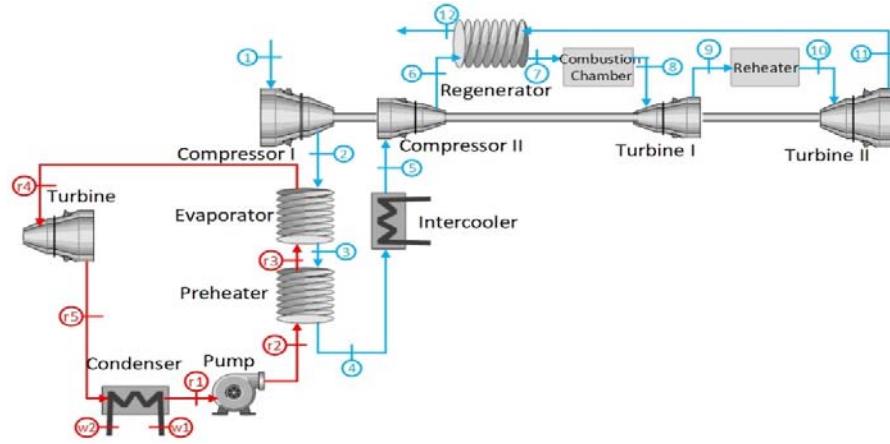 12
1
6
7
Combustion
Chamber
8
9
Reheater
10
11
Regenerator
Compressor I
2
Compressor II
Turbine I
Turbine II
5
r4
Turbine
Evaporator
Intercooler
3
r3
Preheater
r5
r2
4
Condenser
Pump
r1
w2
w1